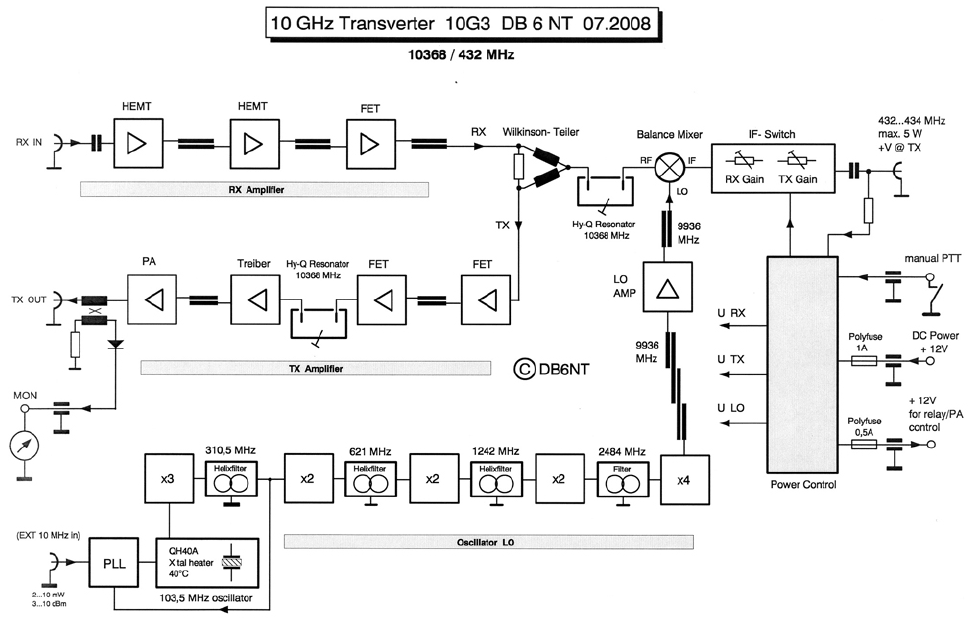 10 GHz Transverter 10G3 DB 6 NT 07.2008
10368 / 432 MHz
HEMT
HEMT
FET
RX IN
RX
Wilkinson- Teiler
Balance Mixer
IF- Switch
432...434 MHz
max. 5 W
+V @ TX
RF
IF
LO
RX Gain
TX Gain
RX Amplifier
Hy-Q Resonator
10368 MHz
9936
MHz
TX
PA
Treiber
Hy-Q Resonator
10368 MHz
FET
FET
LO
AMP
manual PTT
TX OUT
U RX
Polyfuse
1A
DC Power
+ 12V
9936
MHz
U TX
TX Amplifier
© DB6NT
MON
U LO
Polyfuse
0,5A
+ 12V
for relay/PA
control
310,5 MHz
621 MHz
1242 MHz
2484 MHz
x3
Helixfilter
x2
Helixfilter
x2
Helixfilter
x2
Filter
x4
Power Control
(EXT 10 MHz in)
PLL
QH40A
X tal heater
40°C
Oscillator LO
2...10 mW
3...10 dBm
103,5 MHz oscillator